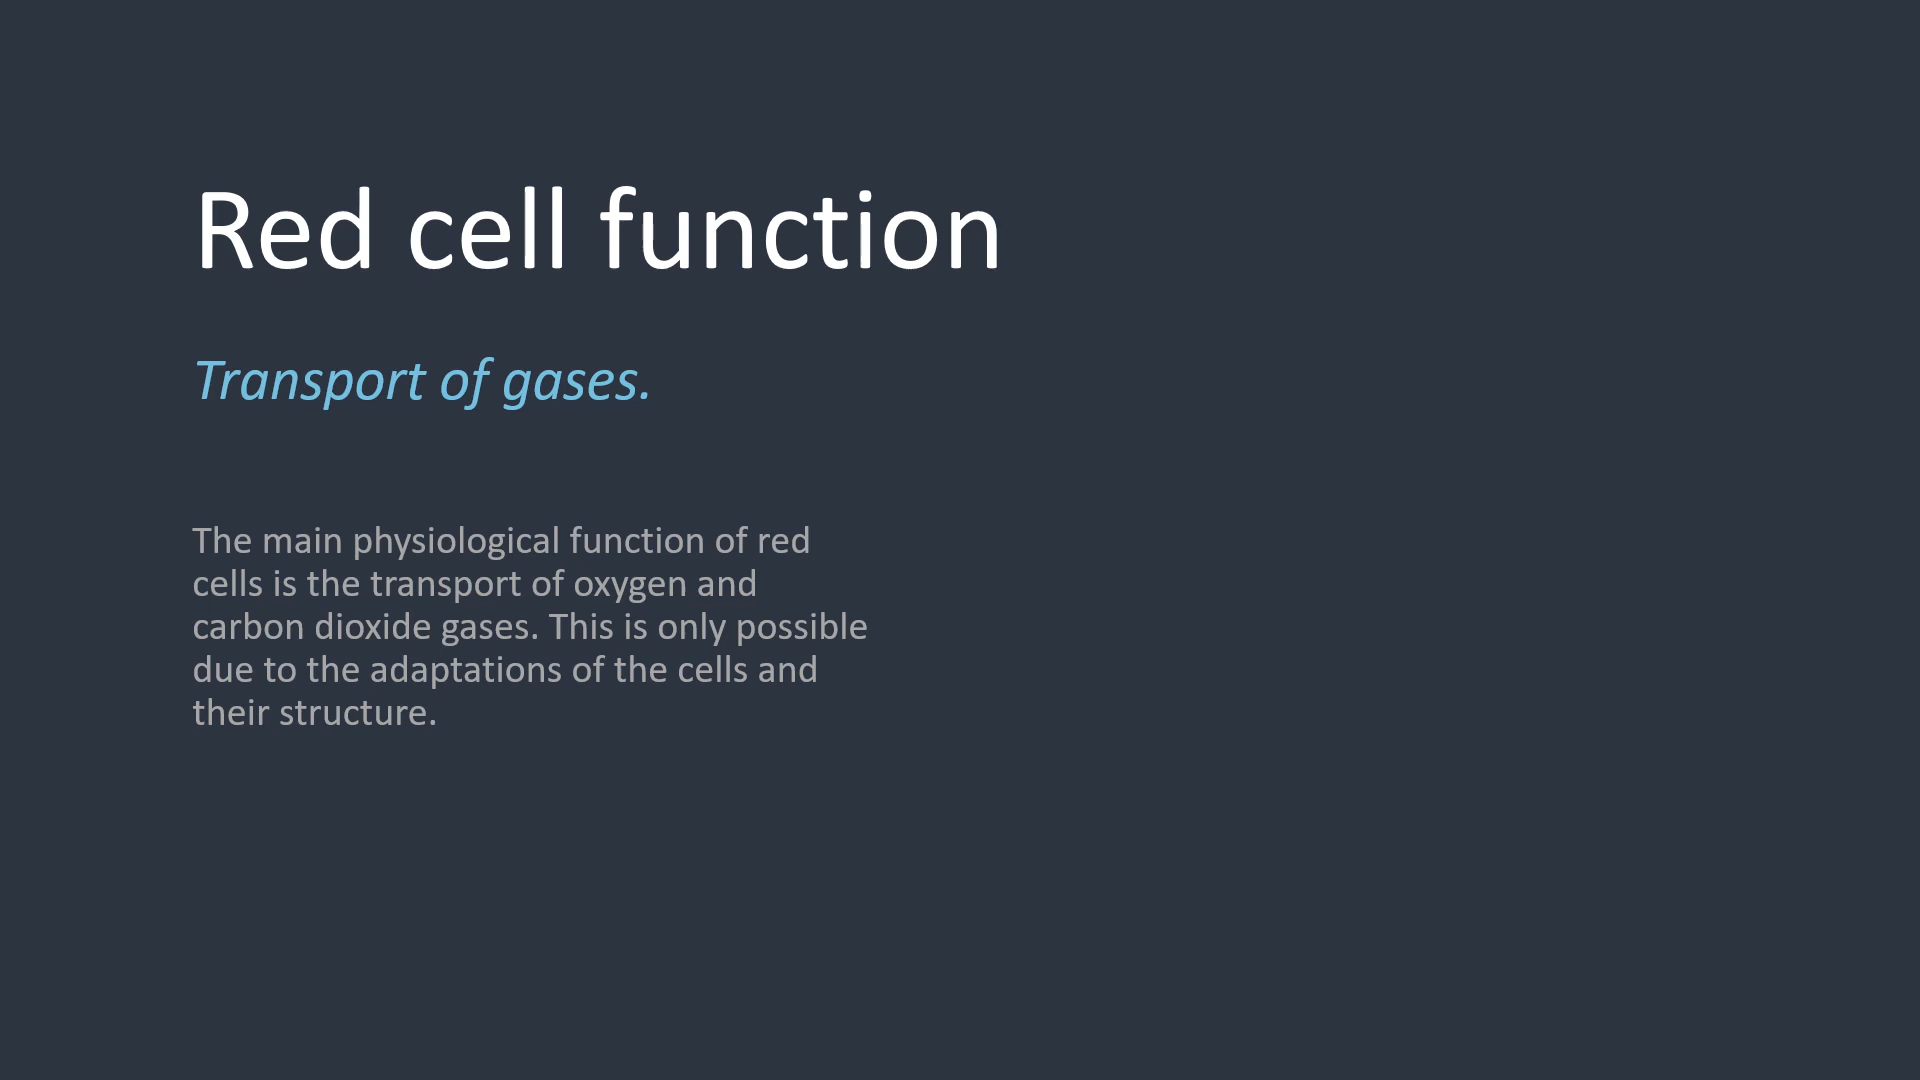 Red cell function
Transport of gases.
The main physiological function of red
cells is the transport of oxygen and
carbon dioxide gases. This is only possible
due to the adaptations of the cells and
their structure.